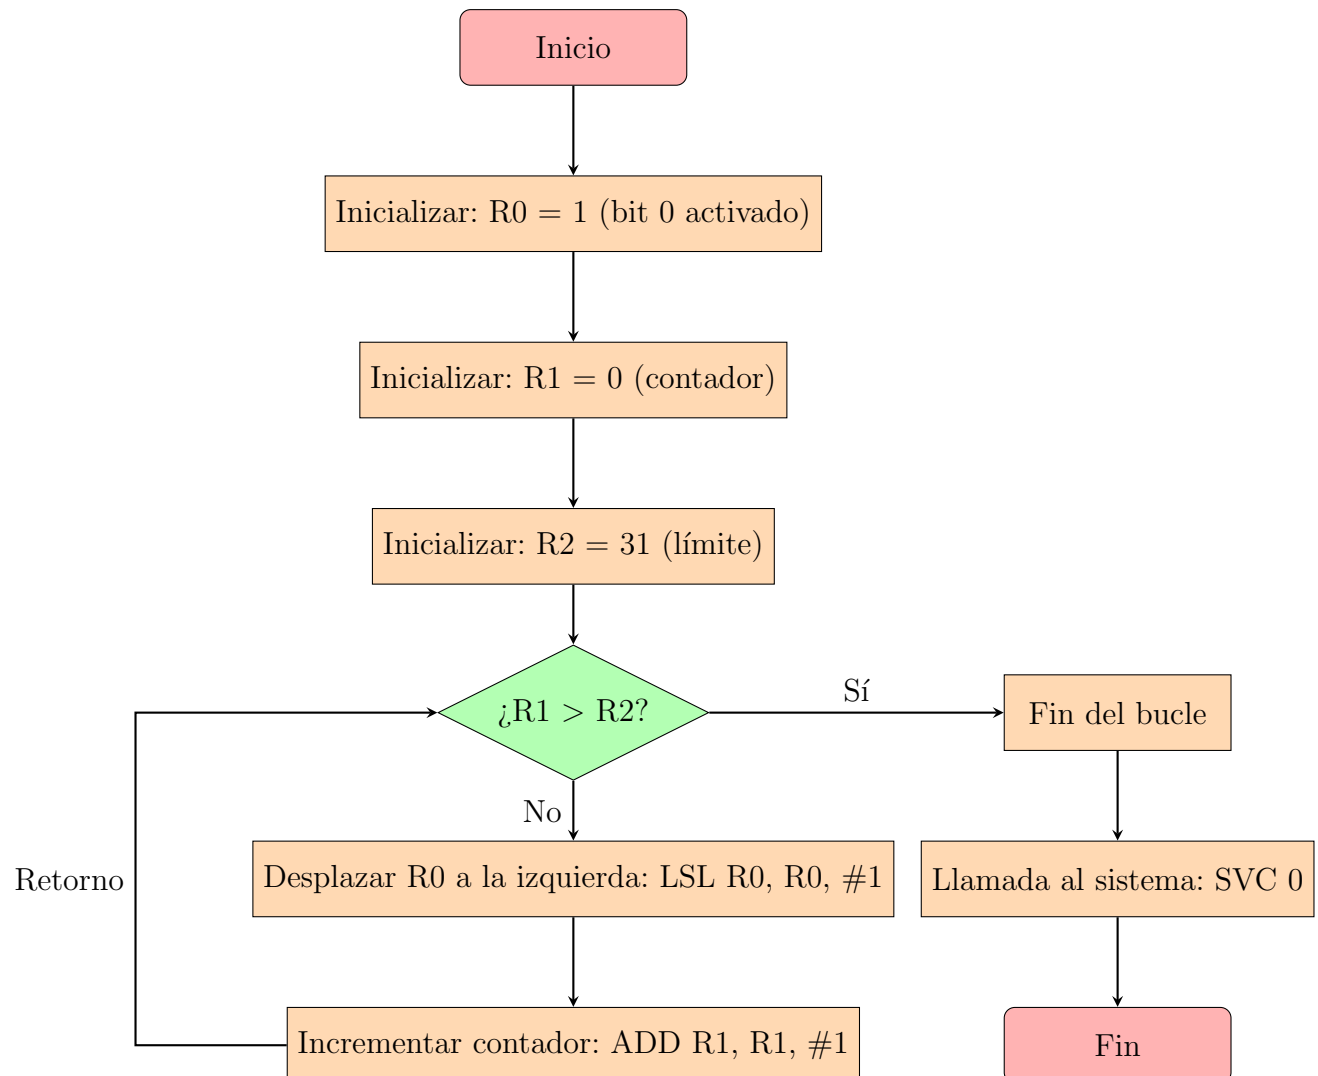 Inicio
Inicializar: R0 = 1 (bit 0 activado)
Inicializar: R1 = 0 (contador)
Inicializar: R2 = 31 (límite)
¿R1 > R2?
Sí
Fin del bucle
No
Desplazar R0 a la izquierda: LSL R0, R0, #1
Llamada al sistema: SVC 0
Retorno
Incrementar contador: ADD R1, R1, #1
Fin